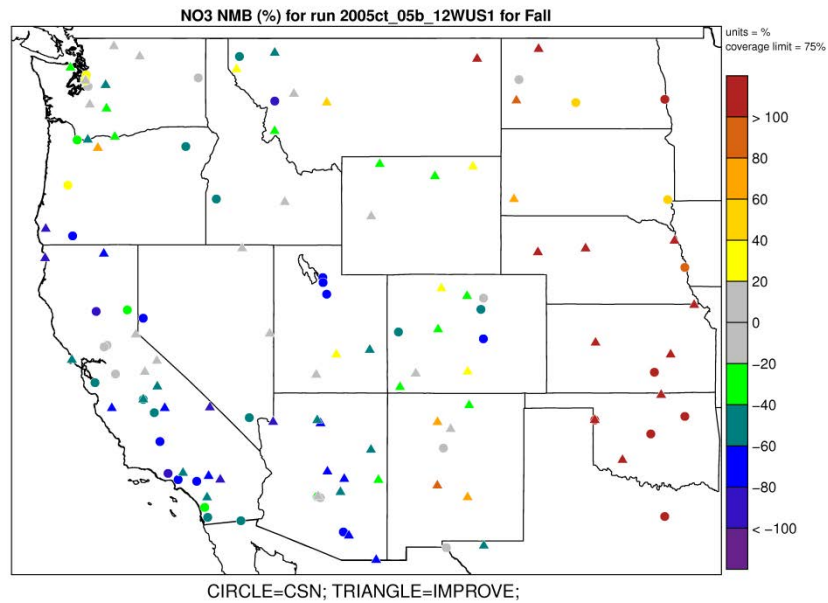 NO3 NMB (%) for run 2005ct_05b_12WUS1 for Fall
units = %
coverage limit = 75%
> 100
80
60
40
20
0
−20
−40
−60
−80
< −100
CIRCLE=CSN; TRIANGLE=IMPROVE;